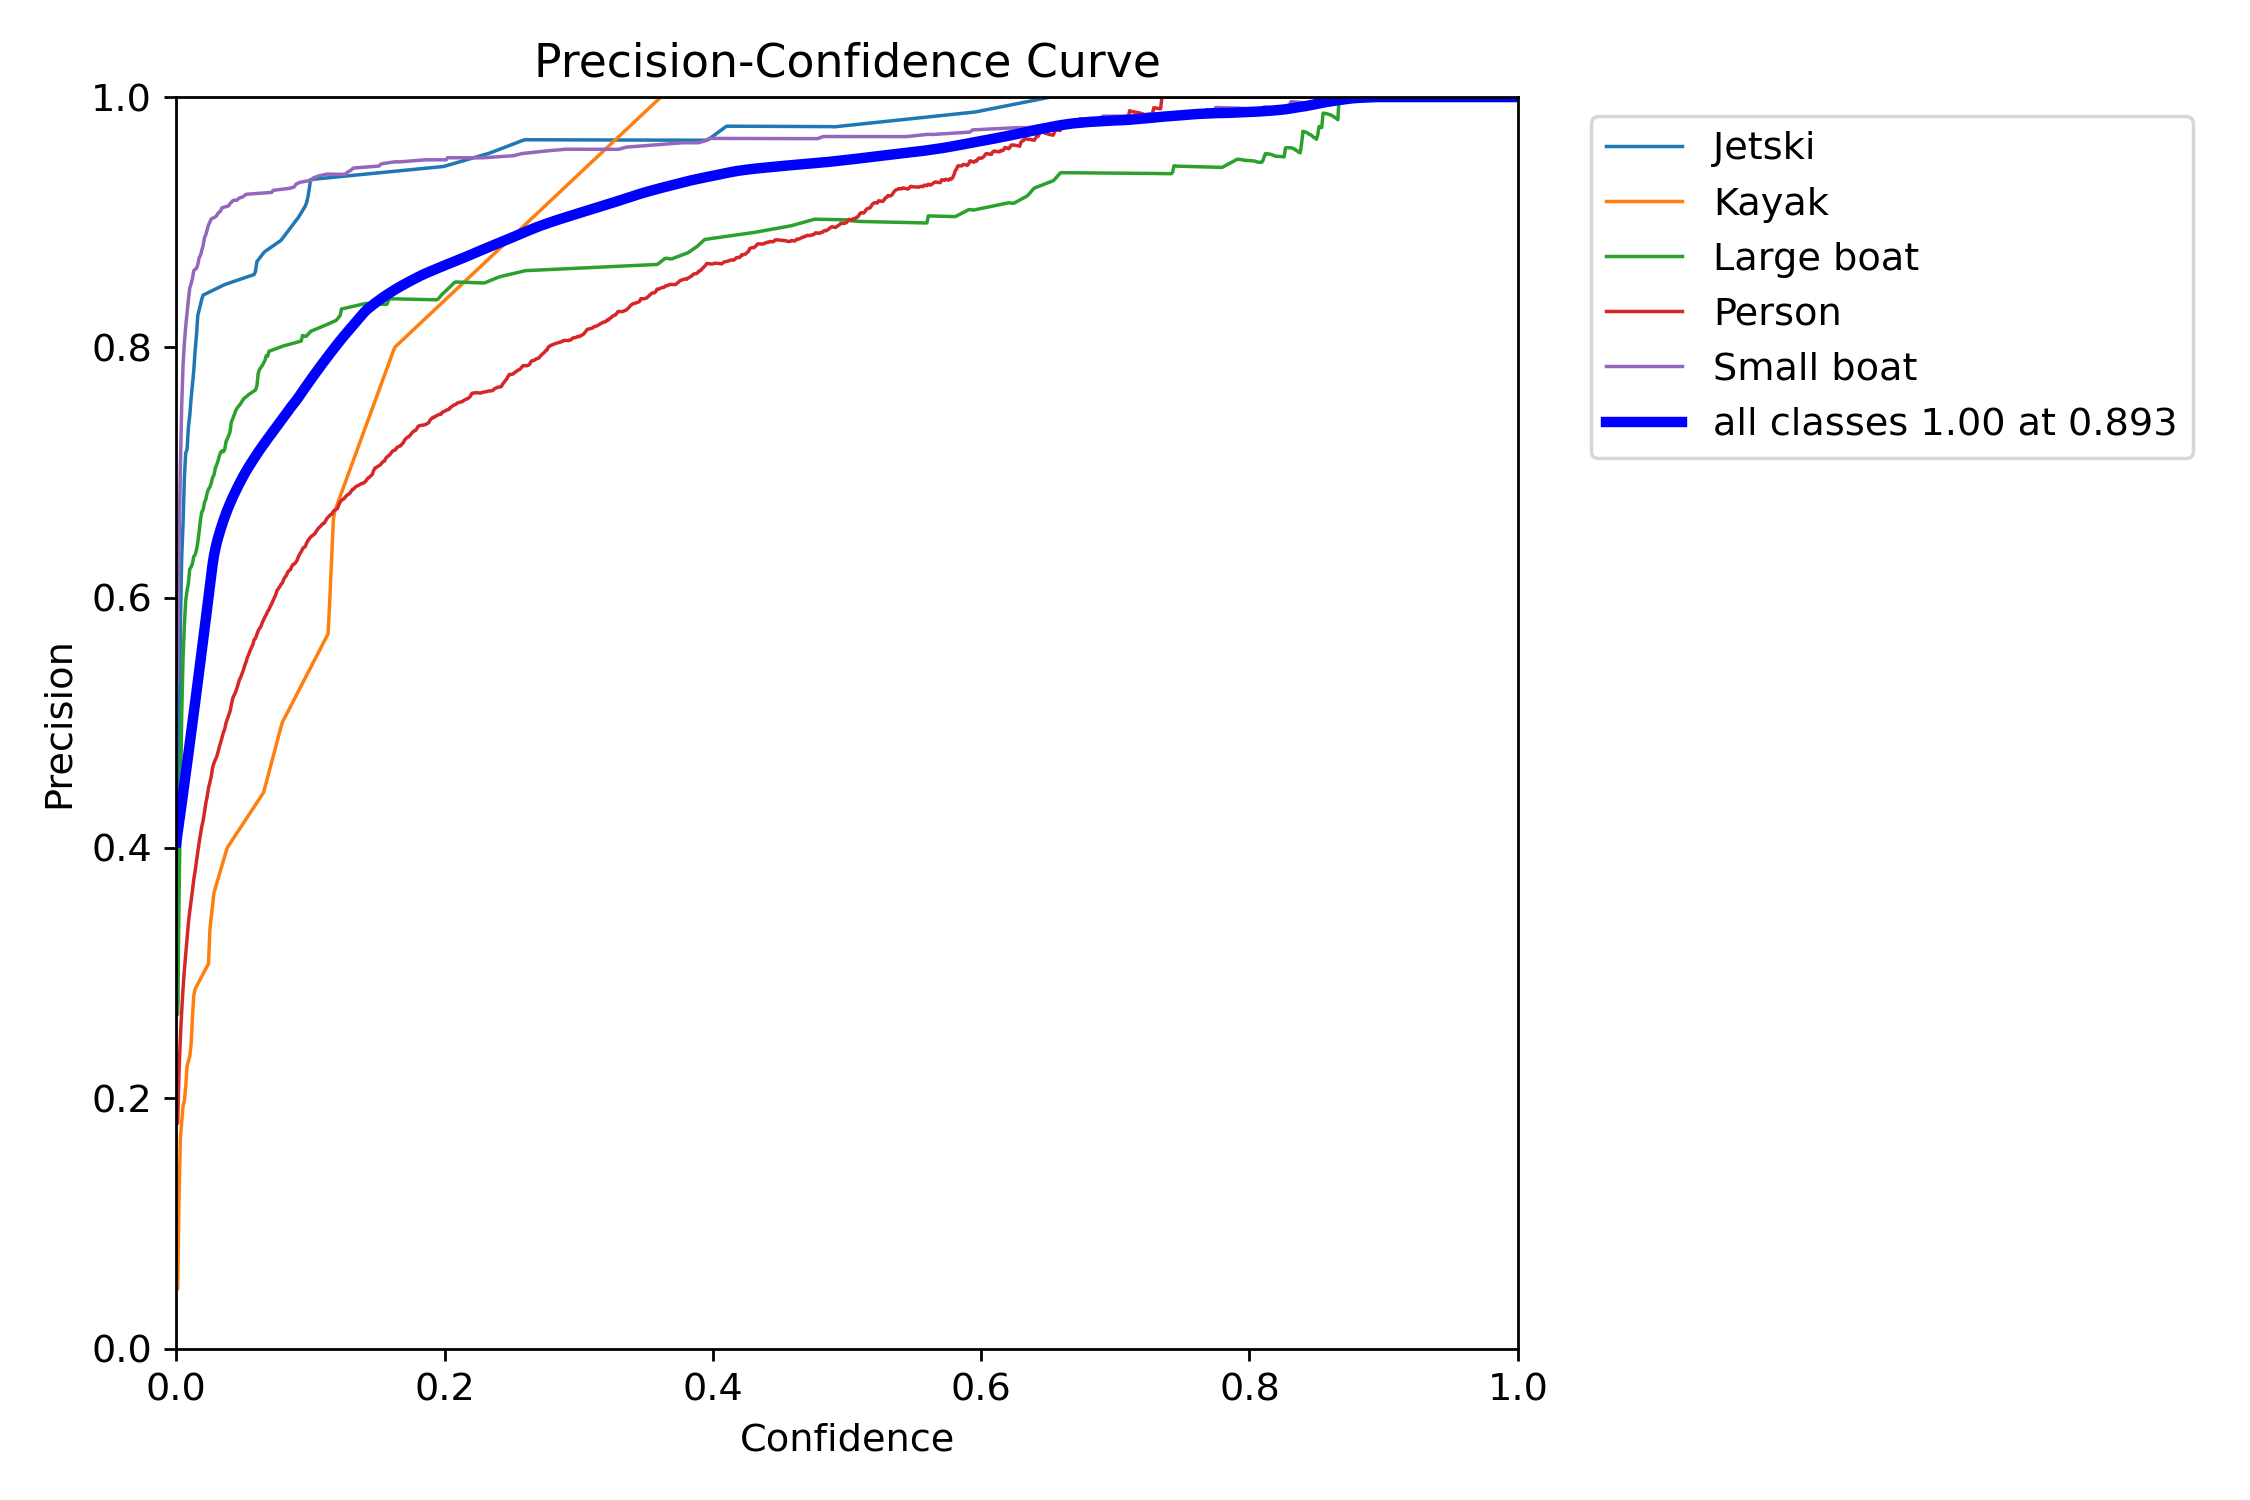 Precision-Confidence Curve
1.0
0.8
0.6
0.4
0.2
0.0
Precision
0.0 0.2 0.4 0.6 0.8 1.0
Confidence
Jetski
Kayak
Large boat
Person
Small boat
all classes 1.00 at 0.893